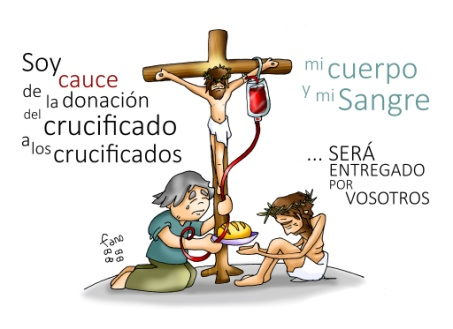 Soy
cauce
de la donación
del crucificado
a los crucificados
mi cuerpo
y mi Sangre
... SERÁ
ENTREGADO
POR
VOSOTROS
fano